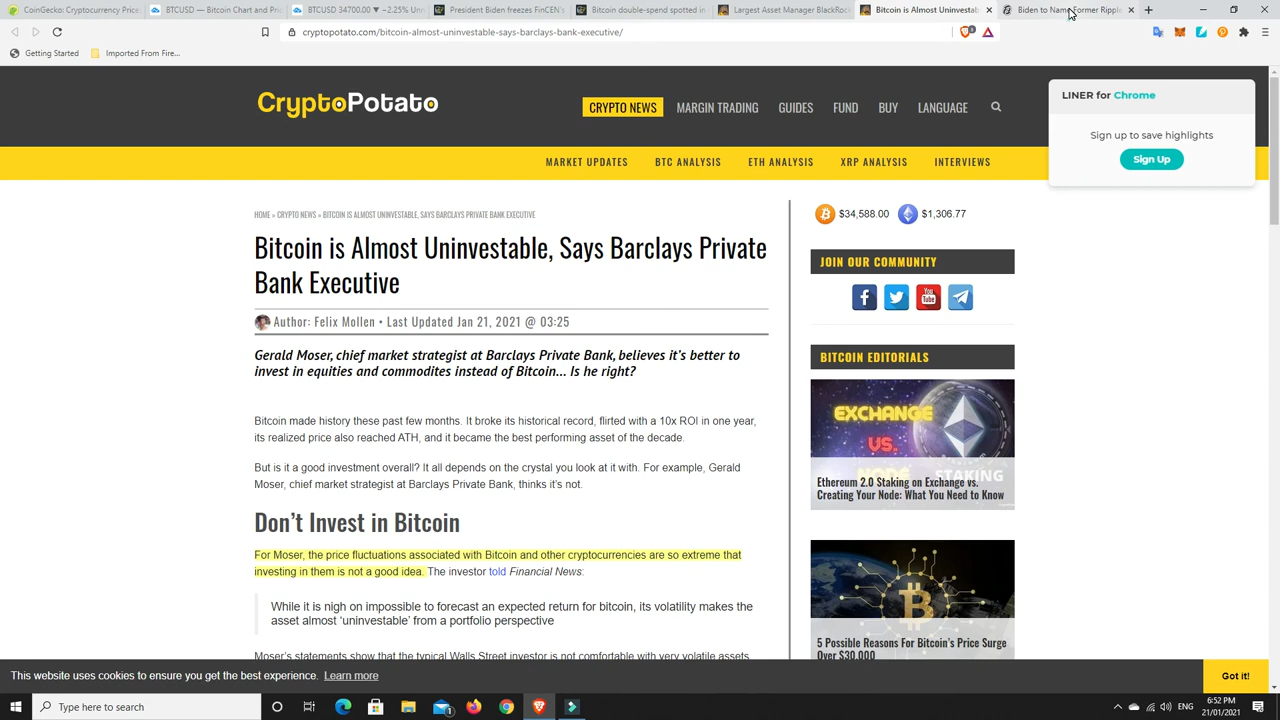 CoinGecko: Cryptocurrency Prices
BTCUSD — Bitcoin Chart and Pri
BTCUSD 34700.00 ▼ −2.25% Un
President Biden freezes FinCEN's
Bitcoin double-spend spotted in
Largest Asset Manager BlackRock
Bitcoin is Almost Uninvestab
Biden to Name Former Ripple
cryptopotato.com/bitcoin-almost-uninvestable-says-barclays-bank-executive/
Getting Started
Imported From Fire...
CryptoPotato
CRYPTO NEWS
MARGIN TRADING
GUIDES
FUND
BUY
LANGUAGE
LINER for Chrome
Sign up to save highlights
Sign Up
MARKET UPDATES
BTC ANALYSIS
ETH ANALYSIS
XRP ANALYSIS
INTERVIEWS
HOME » CRYPTO NEWS » BITCOIN IS ALMOST UNINVESTABLE, SAYS BARCLAYS PRIVATE BANK EXECUTIVE
Bitcoin is Almost Uninvestable, Says Barclays Private
Bank Executive
Author: Felix Mollen • Last Updated Jan 21, 2021 @ 03:25
Gerald Moser, chief market strategist at Barclays Private Bank, believes it's better to
invest in equities and commodites instead of Bitcoin... Is he right?
Bitcoin made history these past few months. It broke its historical record, flirted with a 10x ROI in one year,
its realized price also reached ATH, and it became the best performing asset of the decade.
But is it a good investment overall? It all depends on the crystal you look at it with. For example, Gerald
Moser, chief market strategist at Barclays Private Bank, thinks it's not.
Don't Invest in Bitcoin
For Moser, the price fluctuations associated with Bitcoin and other cryptocurrencies are so extreme that
investing in them is not a good idea. The investor told Financial News:
While it is nigh on impossible to forecast an expected return for bitcoin, its volatility makes the
asset almost 'uninvestable' from a portfolio perspective
Moser's statements show that the typical Walls Street investor is not comfortable with very volatile assets
$34,588.00
$1,306.77
JOIN OUR COMMUNITY
You
Tube
BITCOIN EDITORIALS
EXCHANGE
VS.
NODE STAKING
Ethereum 2.0 Staking on Exchange vs.
Creating Your Node: What You Need to Know
5 Possible Reasons For Bitcoin's Price Surge
Over $30,000
This website uses cookies to ensure you get the best experience. Learn more
Got it!
Type here to search
ENG
6:52 PM
21/01/2021